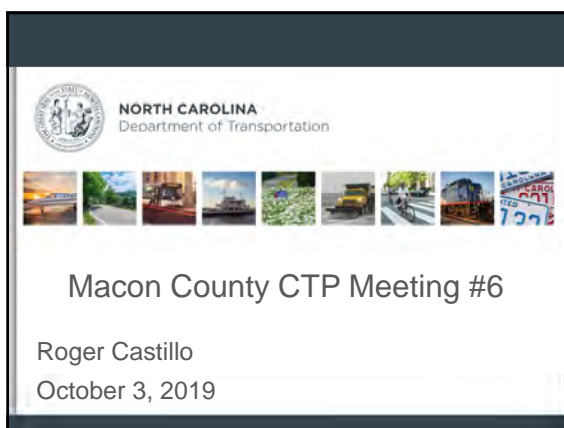 NORTH CAROLINA
Department of Transportation
Macon County CTP Meeting #6
Roger Castillo
October 3, 2019